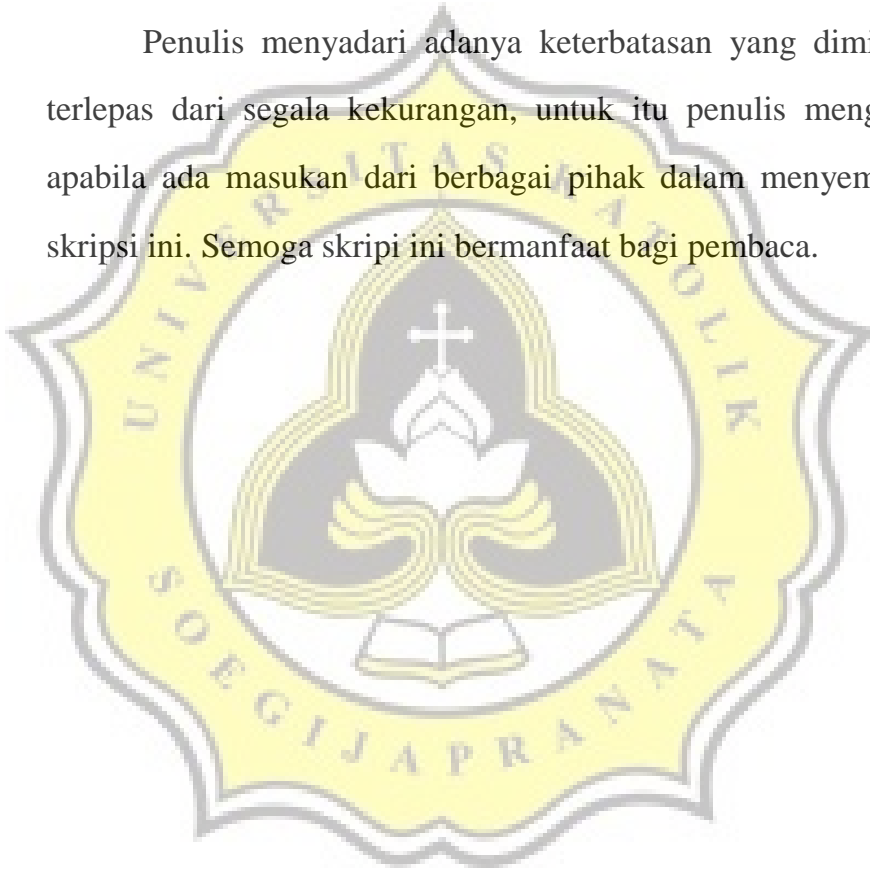 Penulis menyadari adanya keterbatasan yang dimi
terlepas dari segala kekurangan, untuk itu penulis meng
apabila ada masukan dari berbagai pihak dalam menyem
skripsi ini. Semoga skripi ini bermanfaat bagi pembaca.
UNIVERSITAS KATOLIK
SOEGIJAPRANATA